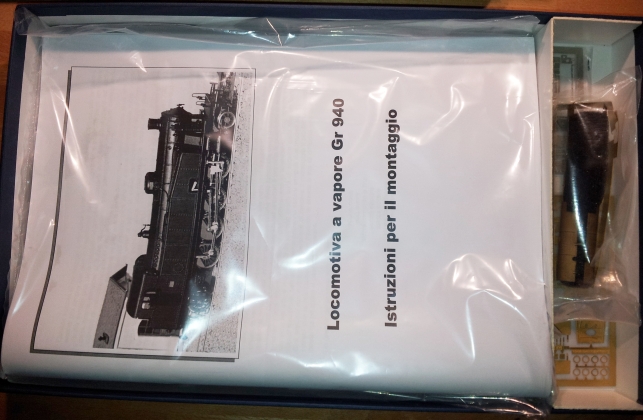 Locomotiva a vapore Gr 940
Istruzioni per il montaggio